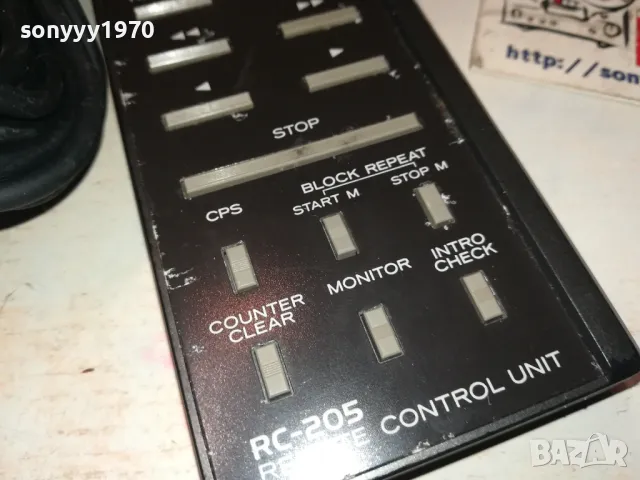 sonyyy1970
http://son
STOP
BLOCK REPEAT
CPS
START M
STOP M
COUNTER
CLEAR
MONITOR
INTRO
CHECK
RC-205
REMOTE CONTROL UNIT
BAZAR